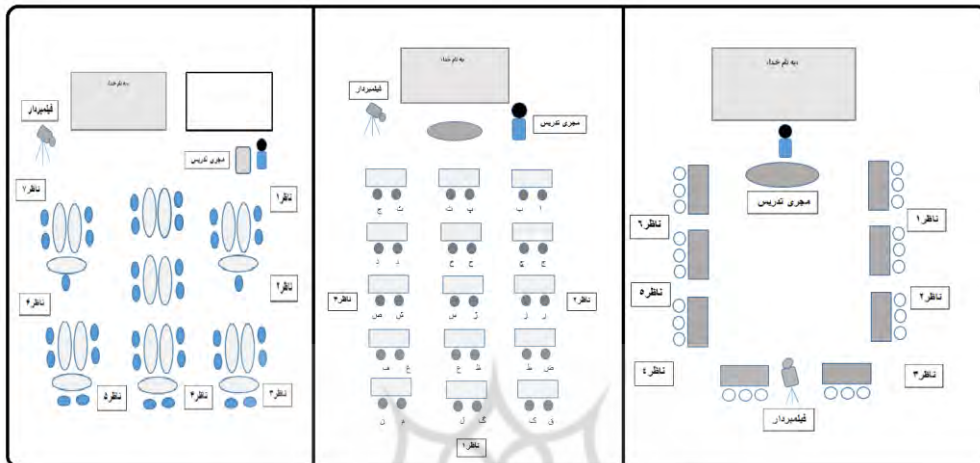 «به نام خدا»
مجری تدریس
ناظر۱
ناظر۶
ناظر۲
ناظر۵
ناظر۳
ناظر٤
فیلمبردار
به نام خدا
فیلمبردار
مجری تدریس
ا ب پ ت ث ج
ح خ
ر ز ژ س ش ص
ناظر۲
ناظر۳
ض ط ظ ع غ ف
ق ک گ ل م ن
ناظر۱
به نام خدا
فیلمبردار
مجری تدریس
ناظر۱
ناظر۷
ناظر۲
ناظر۶
ناظر۳
ناظر۴
ناظر۵